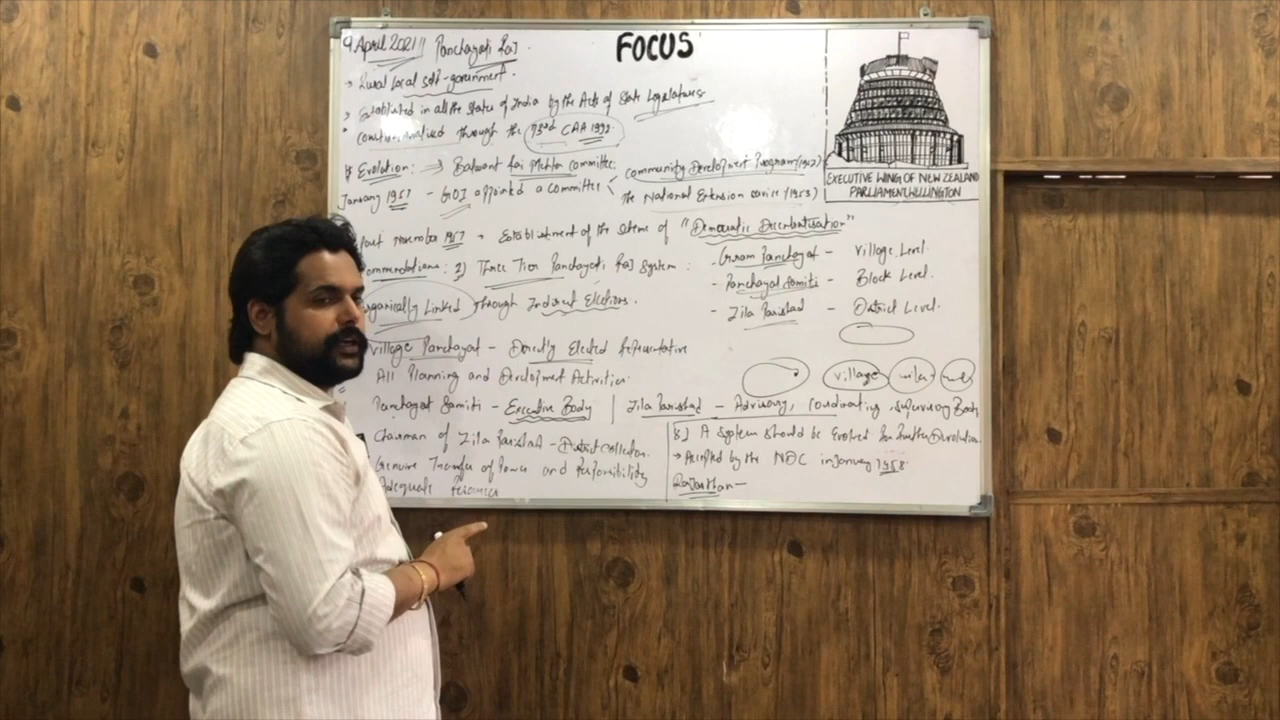 9 April 2021 || Panchayati Raj.
FOCUS
→ Rural local self-government.
→ Established in all the States of India by the Acts of State Legislatures
through the 73rd CAA 1992.
Evolution: → Balwant Rai Mehta Committee:
January 1957 - GOI appointed a committee
Community Development Program (1952)
The National Extension Service (1953)
EXECUTIVE WING OF NEW ZEALAND
PARLIAMENT, WELLINGTON
November 1957 → Establishment of the scheme of "Democratic Decentralisation"
ommendations: 1) Three Tier Panchayati Raj System:
- Gram Panchayat - Village Level.
- Panchayat Samiti - Block Level.
- Zila Parishad - District Level.
rganically Linked through Indirect Elections.
Village Panchayat - Directly Elected Representative
village
All Planning and Development Activities.
Panchayat Samiti - Executive Body | Zila Parishad - Advisory, Coordinating, Supervisory Body
Chairman of Zila Parishad - District Collector.
Genuine Transfer of Power and Responsibility
Adequate Resources
8] A System Should be Evolved for Further Devolution
→ Accepted by the NDC in January 1958.
Rajasthan -